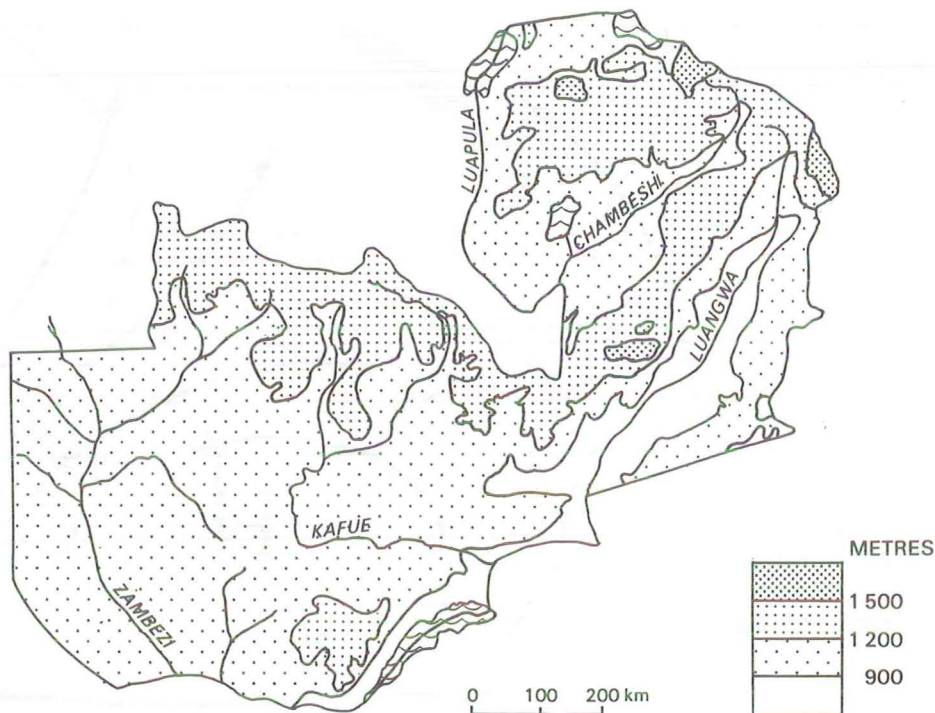 LUAPULA
CHAMBESHI
LUANGWA
KAFUE
ZAMBEZI
METRES
1 500
1 200
900
0 100 200 km